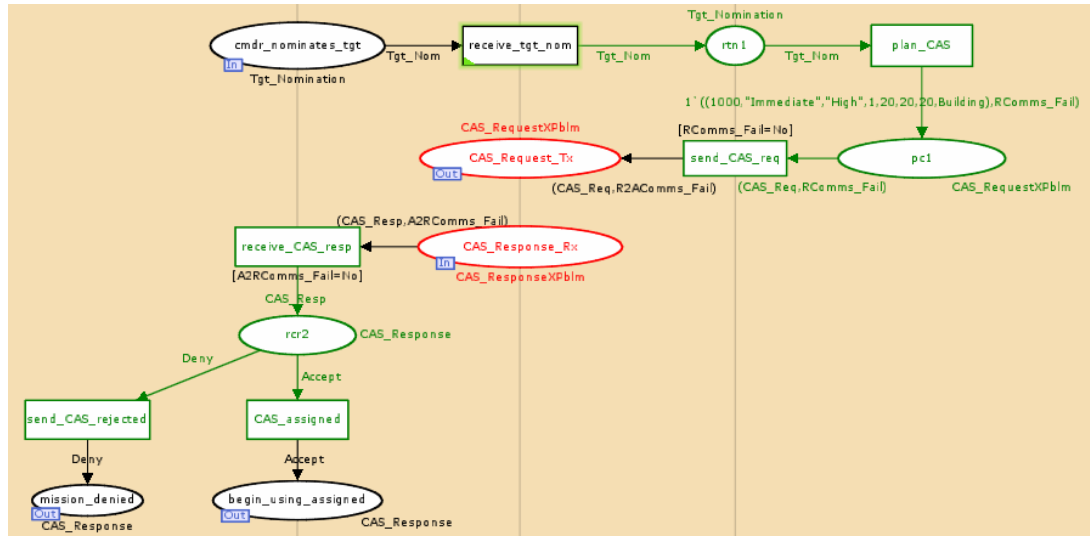 Tgt_Nomination
cmdr_nominates_tgt
In
Tgt_Nomination
Tgt_Nom
receive_tgt_nom
Tgt_Nom
rtn1
Tgt_Nom
plan_CAS
1`((1000,"Immediate","High",1,20,20,20,Building),RComms_Fail)
CAS_RequestXPblm
[RComms_Fail=No]
CAS_Request_Tx
Out
send_CAS_req
pc1
(CAS_Req,R2AComms_Fail)
(CAS_Req,RComms_Fail)
CAS_RequestXPblm
(CAS_Resp,A2RComms_Fail)
receive_CAS_resp
CAS_Response_Rx
In
[A2RComms_Fail=No]
CAS_ResponseXPblm
CAS_Resp
rcr2
CAS_Response
Deny
Accept
send_CAS_rejected
CAS_assigned
Deny
Accept
mission_denied
Out
CAS_Response
begin_using_assigned
Out
CAS_Response